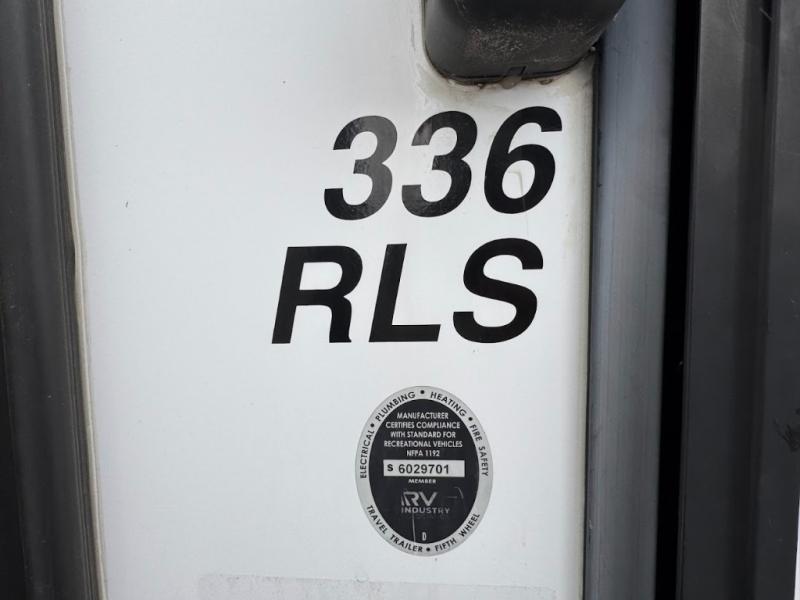 336
RLS
ELECTRICAL • PLUMBING • HEATING • FIRE SAFETY
MANUFACTURER
CERTIFIES COMPLIANCE
WITH STANDARD FOR
RECREATIONAL VEHICLES
NFPA 1192
S 6029701
MEMBER
RV
INDUSTRY
D
TRAVEL TRAILER • FIFTH WHEEL